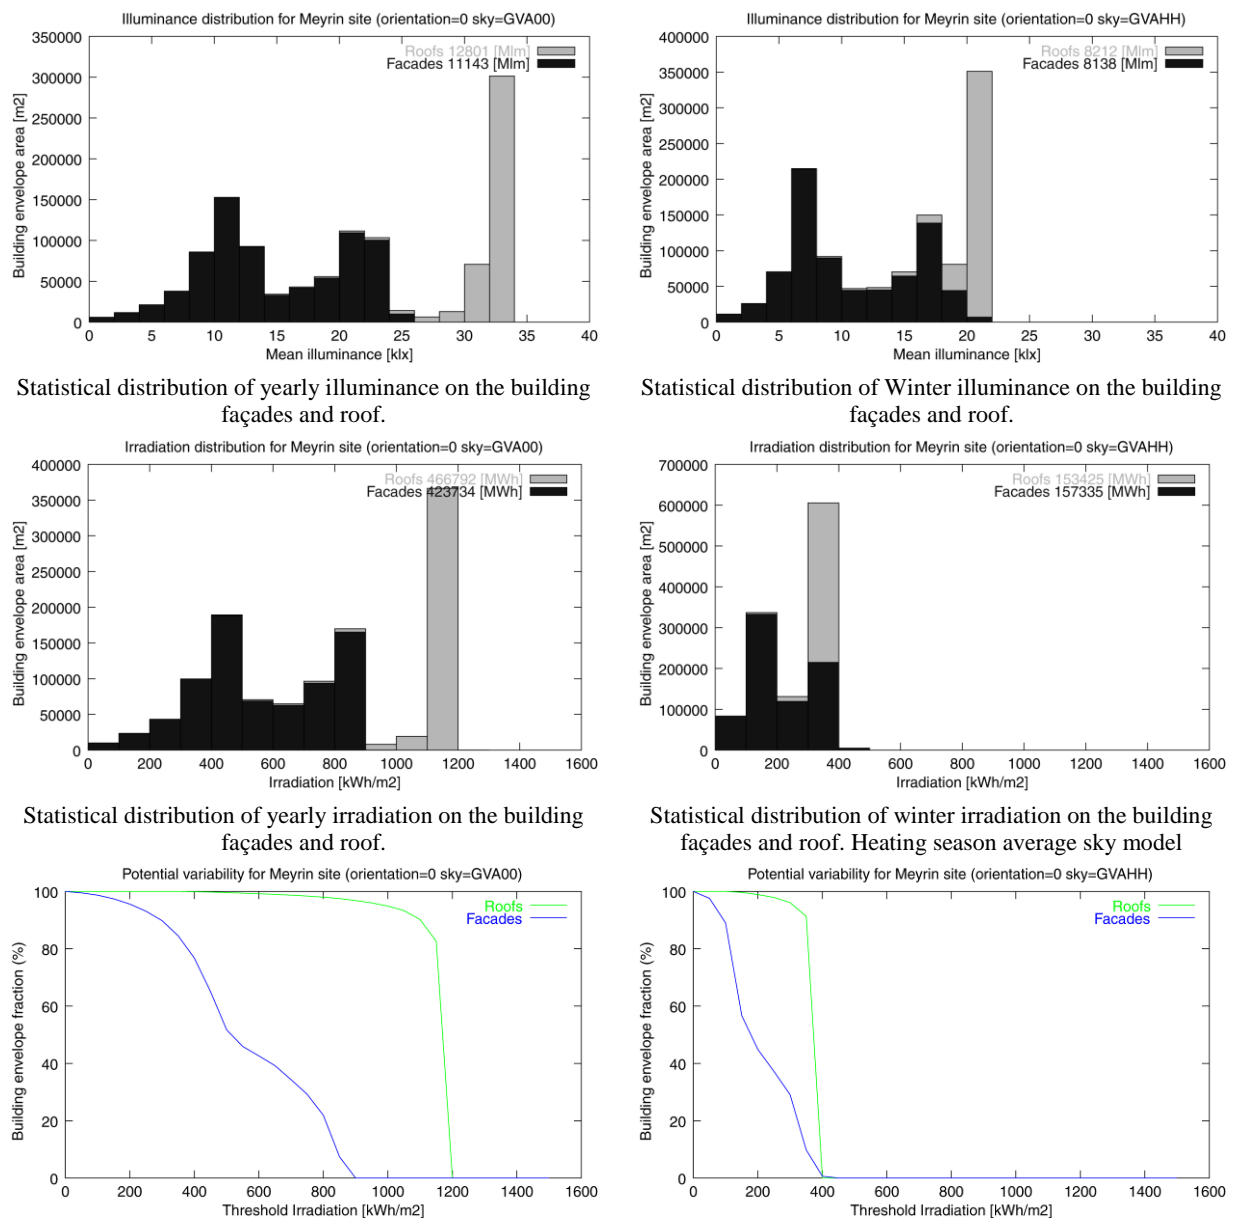 Illuminance distribution for Meyrin site (orientation=0 sky=GVA00)
350000
300000
250000
200000
150000
100000
50000
0
Building envelope area [m2]
Roofs 12801 [Mlm]
Facades 11143 [Mlm]
0 5 10 15 20 25 30 35 40
Mean illuminance [klx]
Statistical distribution of yearly illuminance on the building
façades and roof.
Illuminance distribution for Meyrin site (orientation=0 sky=GVAHH)
400000
350000
300000
250000
200000
150000
100000
50000
0
Building envelope area [m2]
Roofs 8212 [Mlm]
Facades 8138 [Mlm]
0 5 10 15 20 25 30 35 40
Mean illuminance [klx]
Statistical distribution of Winter illuminance on the building
façades and roof.
Irradiation distribution for Meyrin site (orientation=0 sky=GVA00)
400000
350000
300000
250000
200000
150000
100000
50000
0
Building envelope area [m2]
Roofs 466792 [MWh]
Facades 423734 [MWh]
0 200 400 600 800 1000 1200 1400 1600
Irradiation [kWh/m2]
Statistical distribution of yearly irradiation on the building
façades and roof.
Irradiation distribution for Meyrin site (orientation=0 sky=GVAHH)
700000
600000
500000
400000
300000
200000
100000
0
Building envelope area [m2]
Roofs 153425 [MWh]
Facades 157335 [MWh]
0 200 400 600 800 1000 1200 1400 1600
Irradiation [kWh/m2]
Statistical distribution of winter irradiation on the building
façades and roof. Heating season average sky model
Potential variability for Meyrin site (orientation=0 sky=GVA00)
100
80
60
40
20
0
Building envelope fraction (%)
Roofs
Facades
0 200 400 600 800 1000 1200 1400 1600
Threshold Irradiation [kWh/m2]
Potential variability for Meyrin site (orientation=0 sky=GVAHH)
100
80
60
40
20
0
Building envelope fraction (%)
Roofs
Facades
0 200 400 600 800 1000 1200 1400 1600
Threshold Irradiation [kWh/m2]